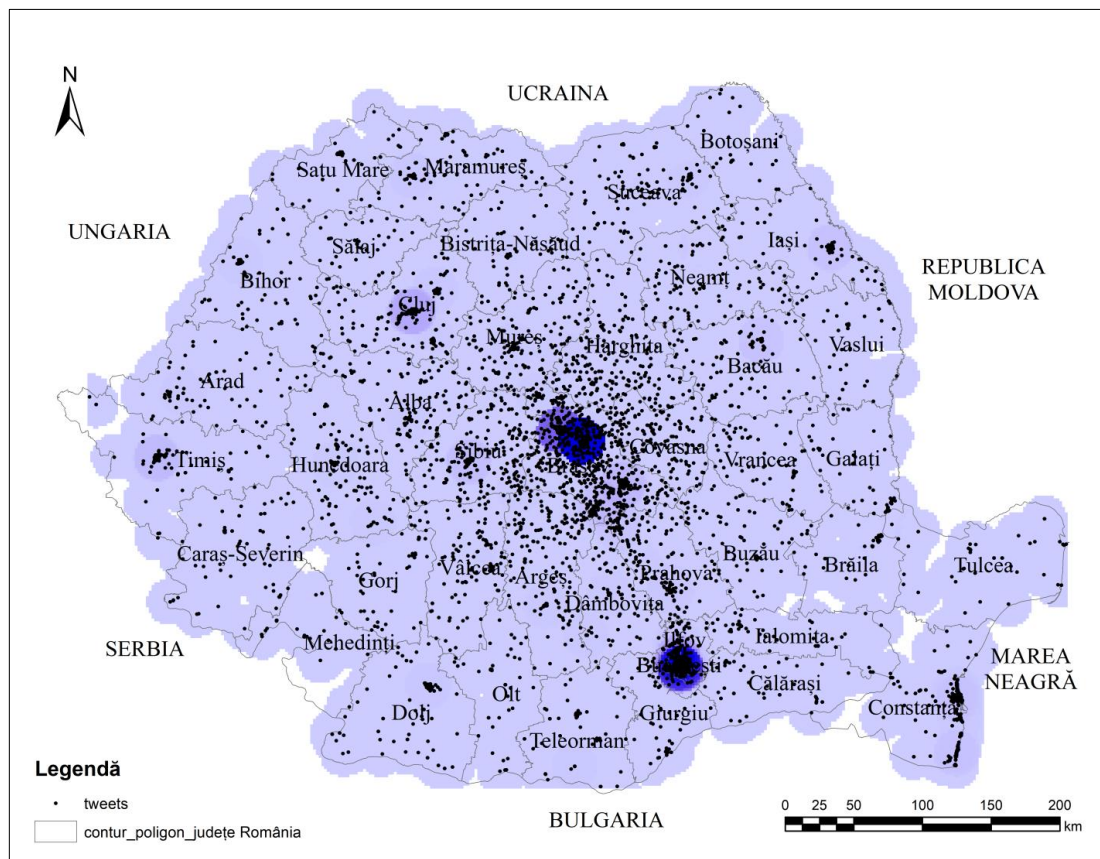 N
UCRAINA
Botoșani
Satu Mare
Maramureș
Suceava
UNGARIA
Sălaj
Bistrița-Năsăud
Iași
Bihor
Neamț
REPUBLICA
MOLDOVA
Cluj
Mureș
Harghita
Vaslui
Bacău
Arad
Alba
Timiș
Hunedoara
Sibiu
Brașov
Covasna
Vrancea
Galați
Caraș-Severin
Gorj
Vâlcea
Argeș
Prahova
Buzău
Brăila
Tulcea
Dâmbovița
SERBIA
Mehedinți
Ilfov
Ialomița
București
MAREA
NEAGRĂ
Călărași
Dolj
Olt
Giurgiu
Constanța
Teleorman
Legendă
tweets
contur_poligon_județe România
BULGARIA
0 25 50 100 150 200
km